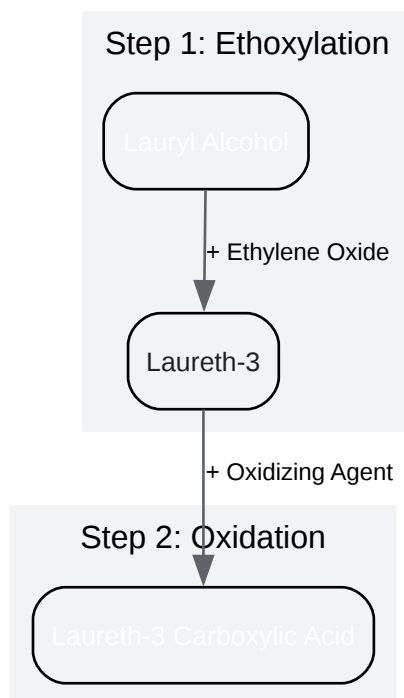 Step 1: Ethoxylation
Lauryl Alcohol
+ Ethylene Oxide
Laureth-3
+ Oxidizing Agent
Step 2: Oxidation
Laureth-3 Carboxylic Acid